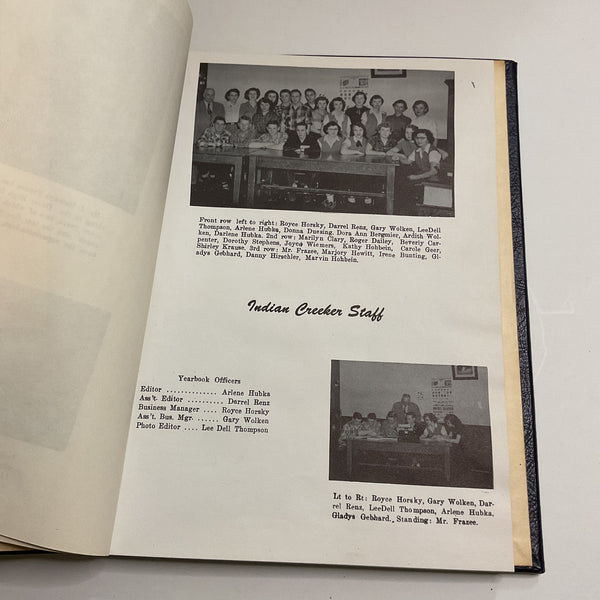 Front row left to right: Royce Horsky, Darrel Renz, Gary Wolken, LeeDell
Thompson, Arlene Hubka, Donna Duesing, Dora Ann Bergmier, Ardith Wol-
ken, Darlene Hubka. 2nd row: Marilyn Clary, Roger Dailey, Beverly Car-
penter, Dorothy Stephens, Joyce Wiemers, Kathy Hobbein, Carole Geer,
Shirley Krause. 3rd row: Mr. Frazee, Marjory Hewitt, Irene Bunting, Gl-
adys Gebhard, Danny Hirschler, Marvin Hobbein.
Indian Creeker Staff
Yearbook Officers
Editor .............. Arlene Hubka
Ass't. Editor .......... Darrel Renz
Business Manager .... Royce Horsky
Ass't. Bus. Mgr. ...... Gary Wolken
Photo Editor .... Lee Dell Thompson
Lt to Rt: Royce Horsky, Gary Wolken, Dar-
rel Renz, LeeDell Thompson, Arlene Hubka,
Gladys Gebhard. Standing: Mr. Frazee.